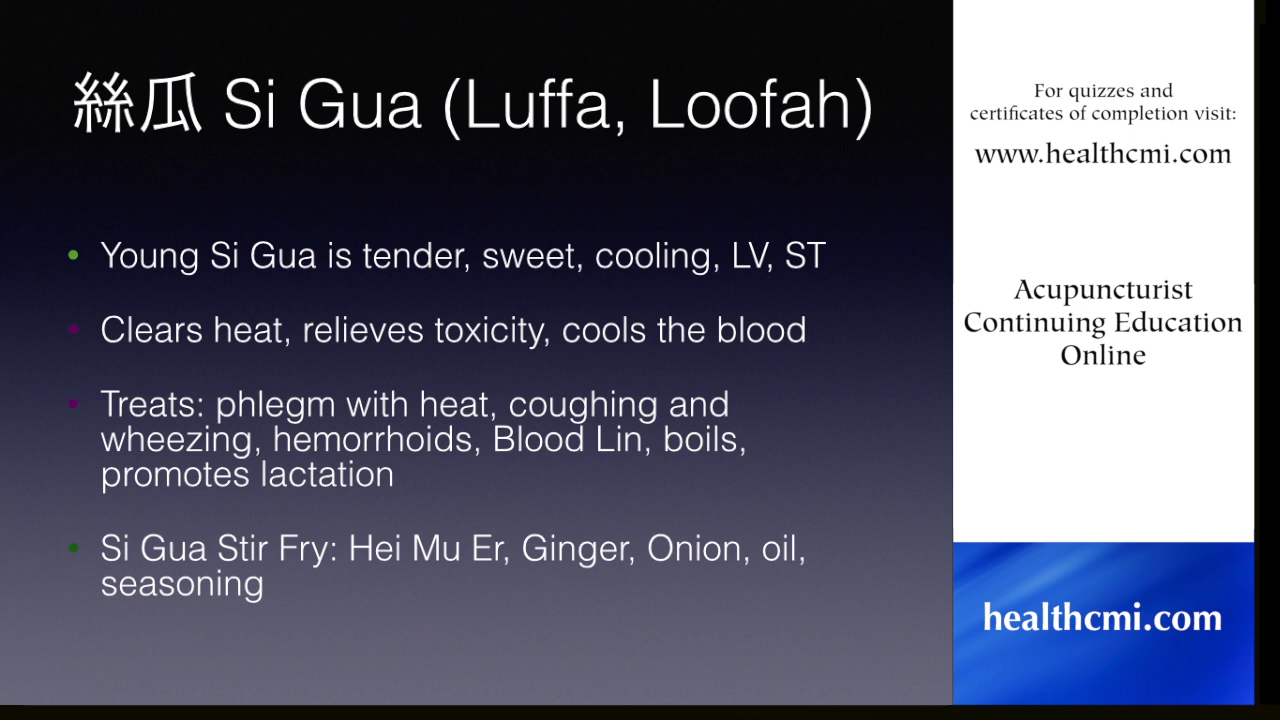 絲瓜 Si Gua (Luffa, Loofah)
• Young Si Gua is tender, sweet, cooling, LV, ST
• Clears heat, relieves toxicity, cools the blood
• Treats: phlegm with heat, coughing and
wheezing, hemorrhoids, Blood Lin, boils,
promotes lactation
• Si Gua Stir Fry: Hei Mu Er, Ginger, Onion, oil,
seasoning
For quizzes and
certificates of completion visit:
www.healthcmi.com
Acupuncturist
Continuing Education
Online
healthcmi.com